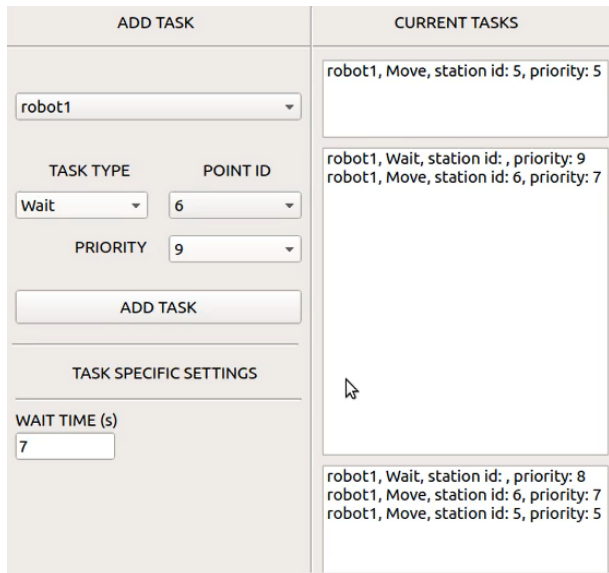 ADD TASK
robot1
TASK TYPE POINT ID
Wait 6
PRIORITY 9
ADD TASK
TASK SPECIFIC SETTINGS
WAIT TIME (s)
7
CURRENT TASKS
robot1, Move, station id: 5, priority: 5
robot1, Wait, station id: , priority: 9
robot1, Move, station id: 6, priority: 7
robot1, Wait, station id: , priority: 8
robot1, Move, station id: 6, priority: 7
robot1, Move, station id: 5, priority: 5